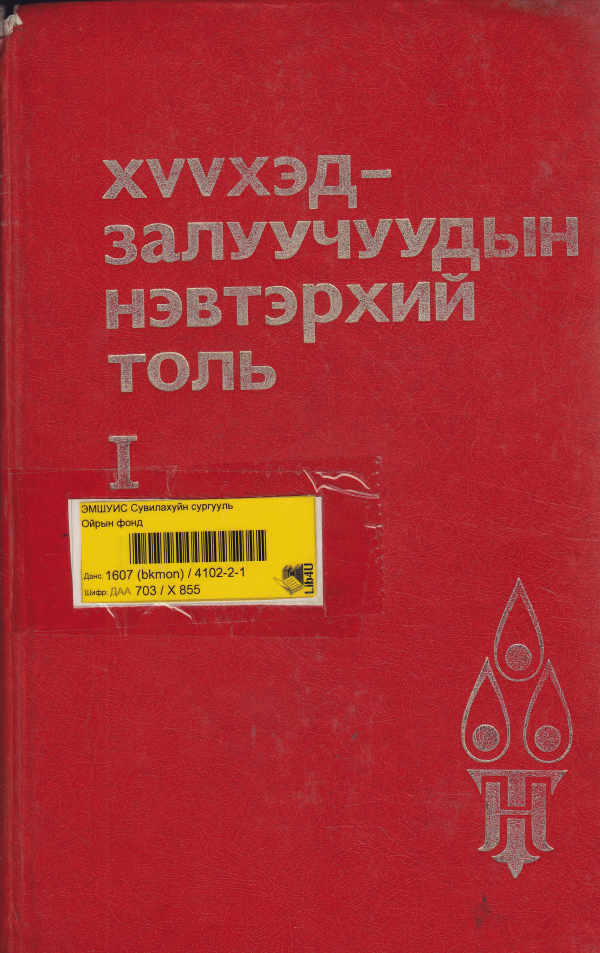 хүүхэд-
залуучуудын
нэвтэрхий
толь
I
ЭМШУИС Сувилахуйн сургууль
Ойрын фонд
Данс: 1607 (bkmon) / 4102-2-1
Шифр: ДАА 703 / Х 855
Lib4U
ТН